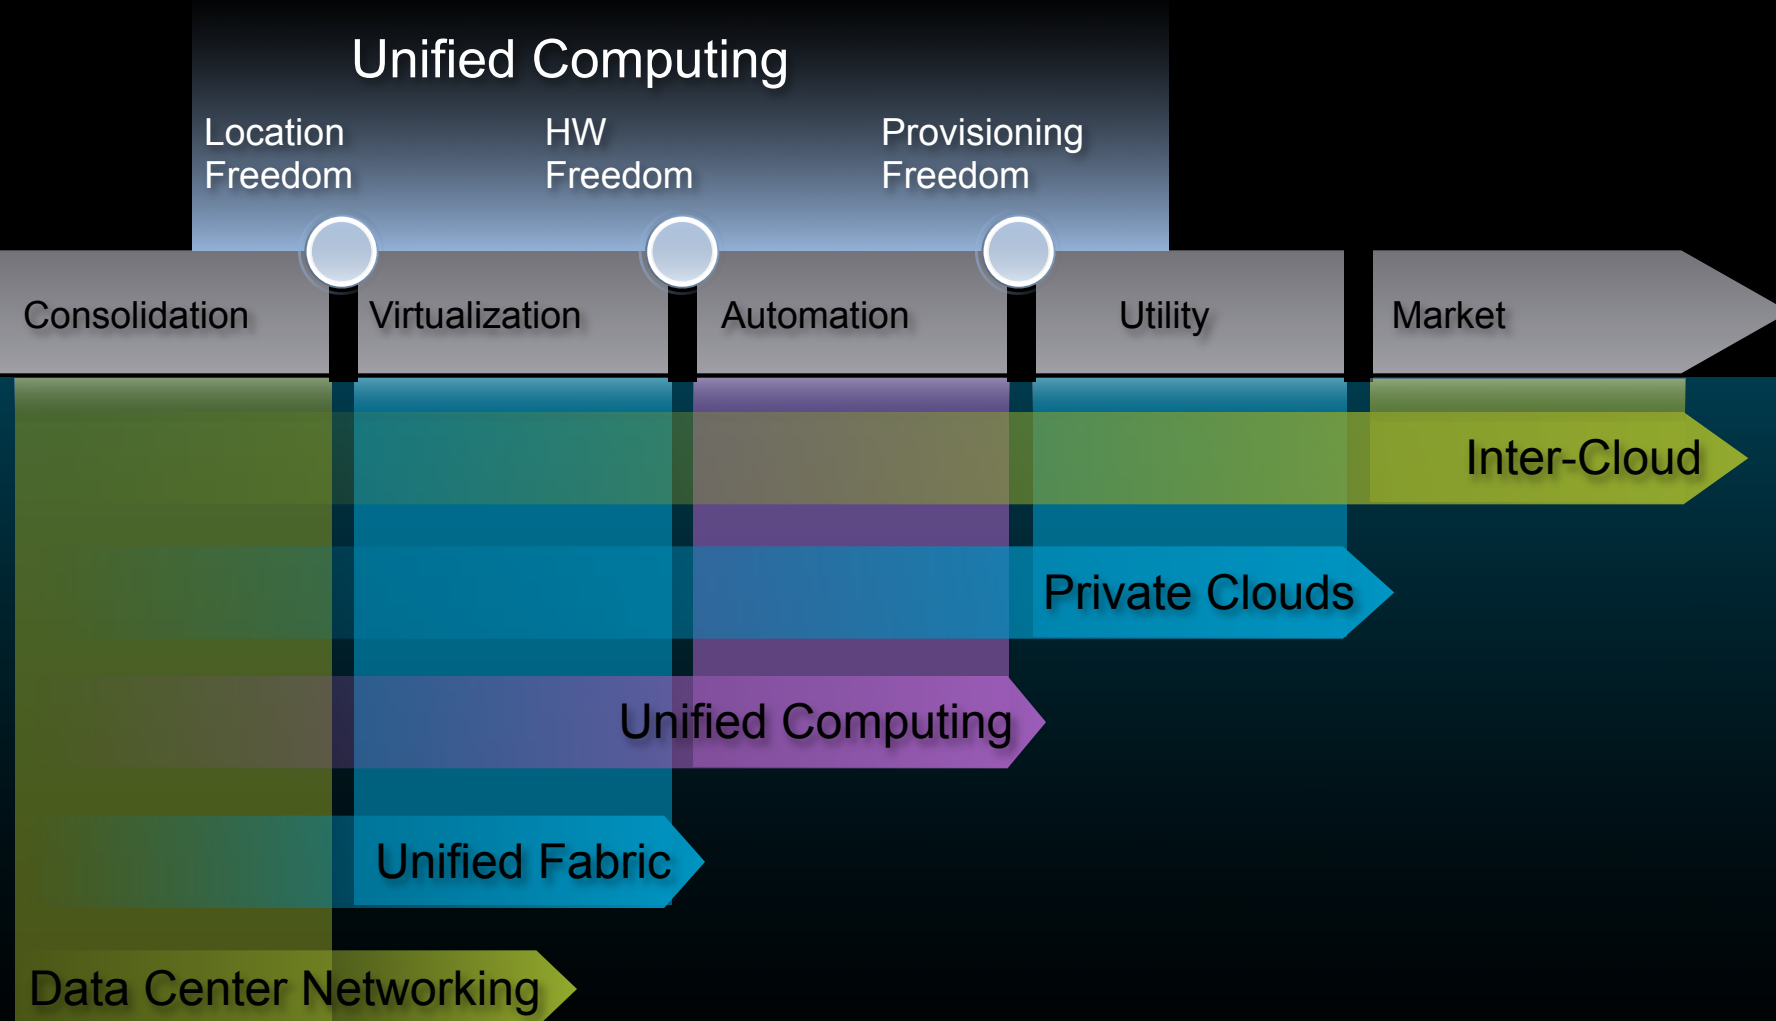 Unified Computing
Location
Freedom
HW
Freedom
Provisioning
Freedom
Consolidation
Virtualization
Automation
Utility
Market
Inter-Cloud
Private Clouds
Unified Computing
Unified Fabric
Data Center Networking